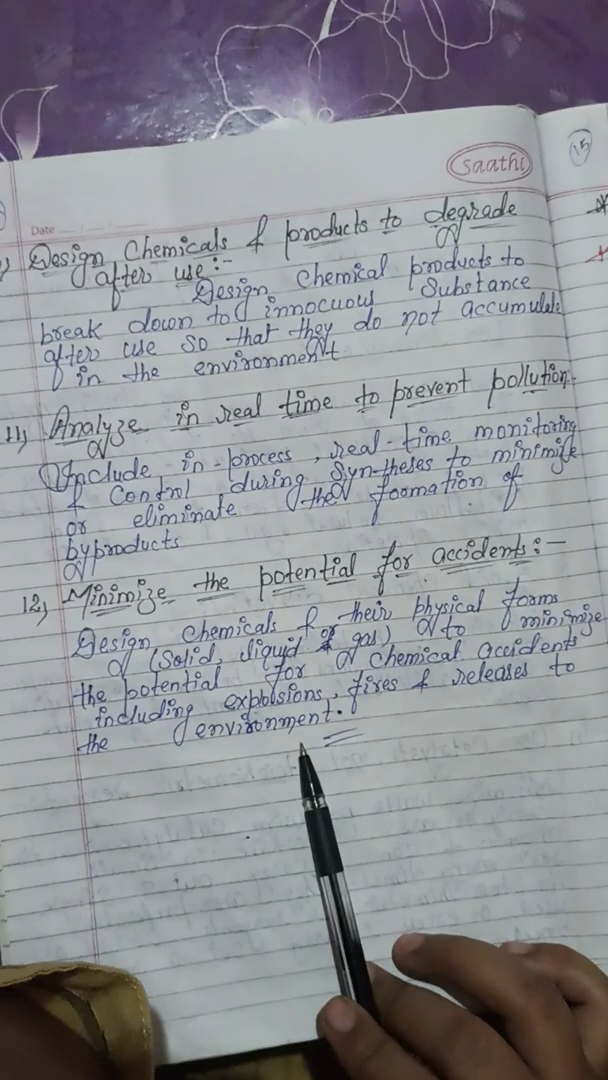 Saathi
15
Date
Design Chemicals & products to degrade
after use:-
Design Chemical products to
break down to innocuous Substance
after use so that they do not accumulate
in the environment
11) Analyze in real time to prevent pollution:
Include in-process, real-time monitoring
& Control during Syn-theses to minimize
or eliminate the formation of
byproducts
12) Minimize the potential for accidents:-
Design chemicals & their physical forms
(Solid, liquid or gas) to minimize
the potential for chemical accidents
including explosions, fires & releases to
the environment.